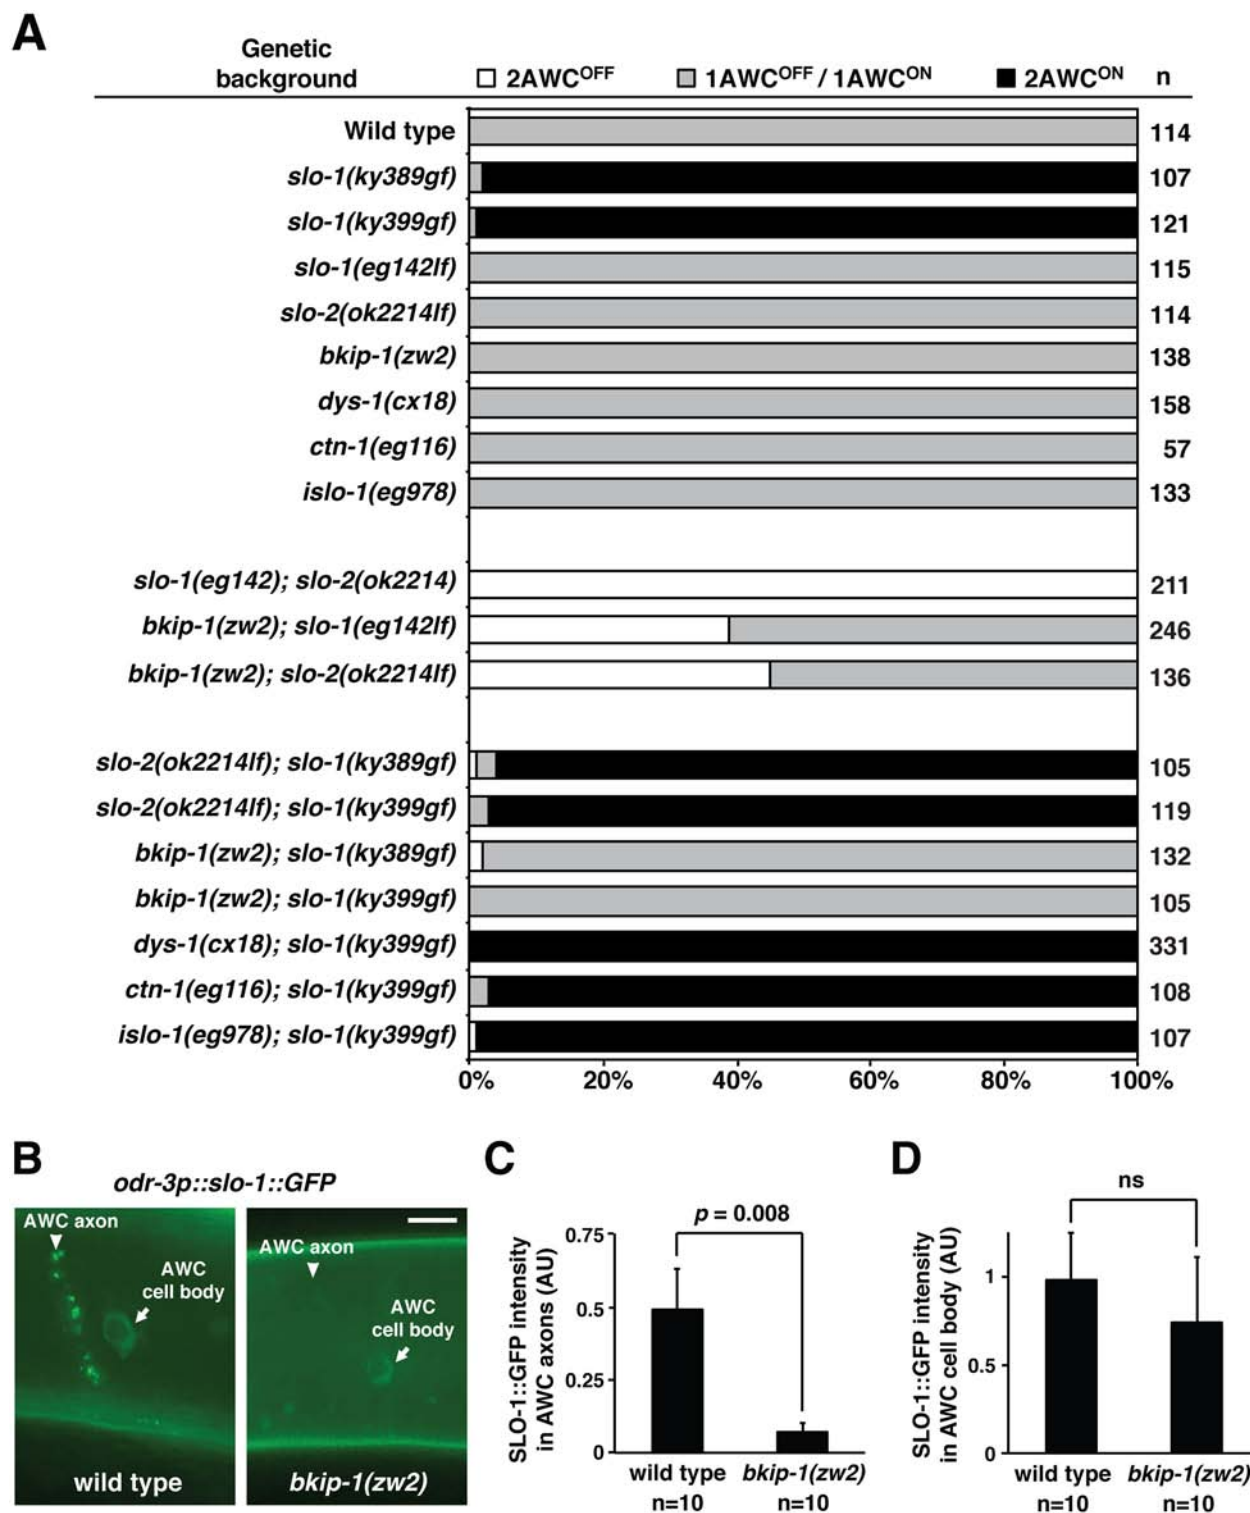 A
Genetic
background
2AWC^OFF 1AWC^OFF / 1AWC^ON 2AWC^ON n
Wild type 114
slo-1(ky389gf) 107
slo-1(ky399gf) 121
slo-1(eg142lf) 115
slo-2(ok2214lf) 114
bkip-1(zw2) 138
dys-1(cx18) 158
ctn-1(eg116) 57
islo-1(eg978) 133
slo-1(eg142); slo-2(ok2214) 211
bkip-1(zw2); slo-1(eg142lf) 246
bkip-1(zw2); slo-2(ok2214lf) 136
slo-2(ok2214lf); slo-1(ky389gf) 105
slo-2(ok2214lf); slo-1(ky399gf) 119
bkip-1(zw2); slo-1(ky389gf) 132
bkip-1(zw2); slo-1(ky399gf) 105
dys-1(cx18); slo-1(ky399gf) 331
ctn-1(eg116); slo-1(ky399gf) 108
islo-1(eg978); slo-1(ky399gf) 107
0% 20% 40% 60% 80% 100%
B
odr-3p::slo-1::GFP
AWC axon
AWC
cell body
wild type
AWC axon
AWC
cell body
bkip-1(zw2)
C
p = 0.008
SLO-1::GFP intensity
in AWC axons (AU)
0.75
0.5
0.25
0
wild type bkip-1(zw2)
n=10 n=10
D
ns
SLO-1::GFP intensity
in AWC cell body (AU)
1
0.5
0
wild type bkip-1(zw2)
n=10 n=10